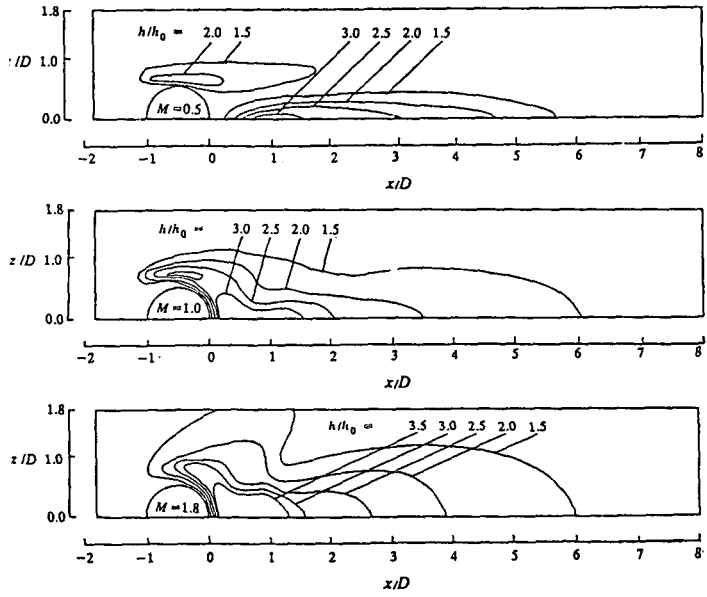 1.8
h/h₀ = 2.0 1.5 3.0 2.5 2.0 1.5
z/D 1.0
M = 0.5
0.0
-2 -1 0 1 2 3 4 5 6 7 8
x/D
1.8
h/h₀ = 3.0 2.5 2.0 1.5
z/D 1.0
M = 1.0
0.0
-2 -1 0 1 2 3 4 5 6 7 8
x/D
1.8
h/h₀ = 3.5 3.0 2.5 2.0 1.5
z/D 1.0
M = 1.8
0.0
-2 -1 0 1 2 3 4 5 6 7 8
x/D